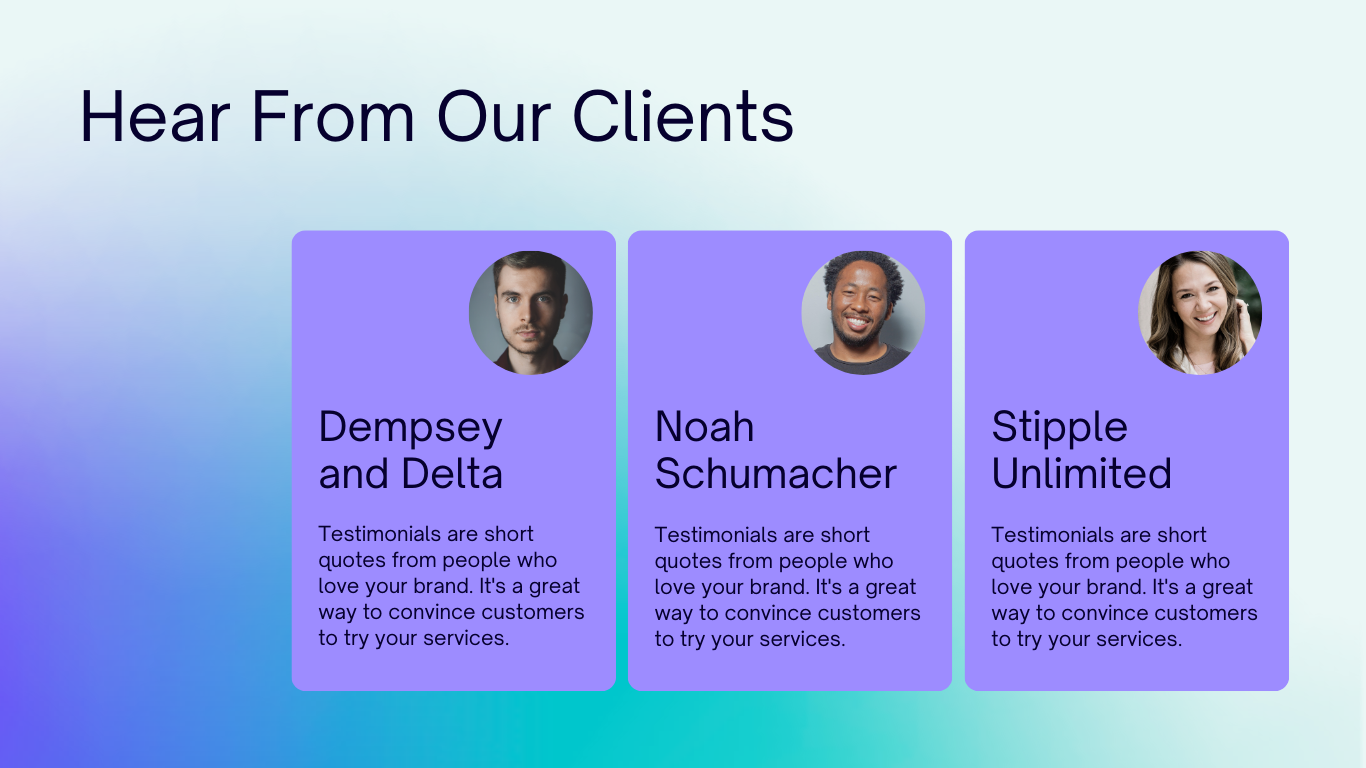 Hear From Our Clients
Dempsey
and Delta
Testimonials are short
quotes from people who
love your brand. It's a great
way to convince customers
to try your services.
Noah
Schumacher
Testimonials are short
quotes from people who
love your brand. It's a great
way to convince customers
to try your services.
Stipple
Unlimited
Testimonials are short
quotes from people who
love your brand. It's a great
way to convince customers
to try your services.